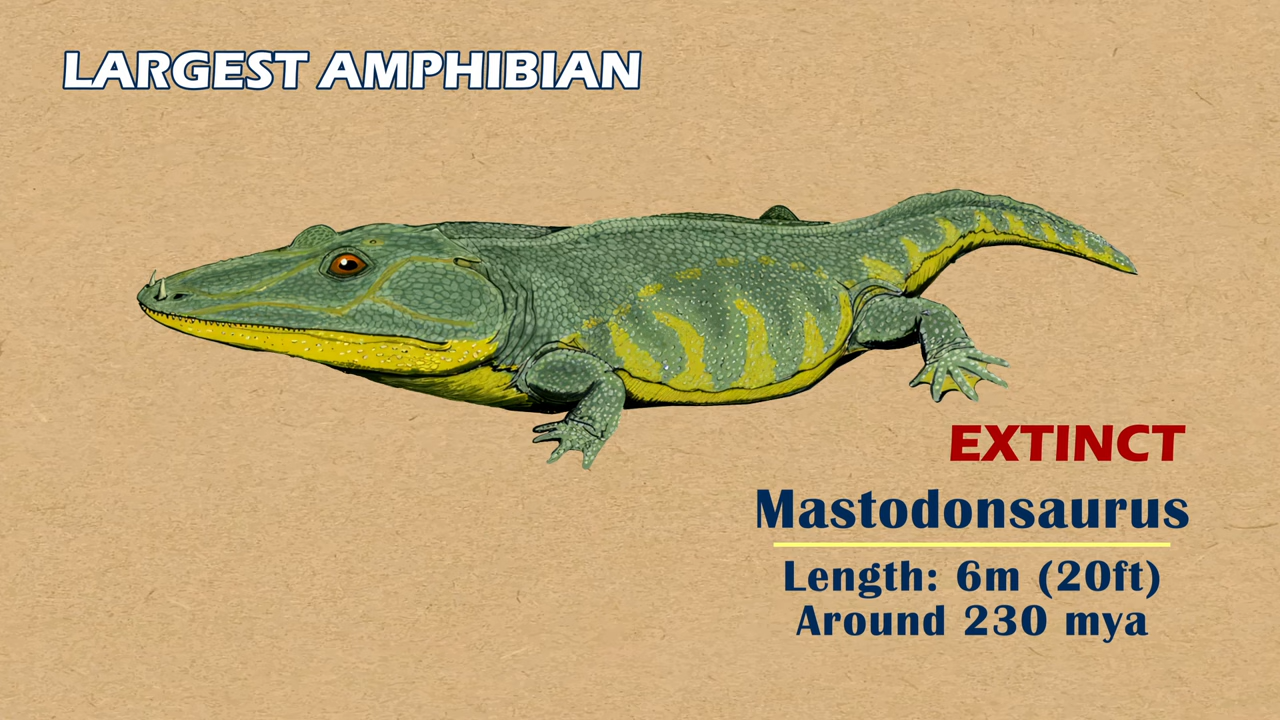 LARGEST AMPHIBIAN
EXTINCT
Mastodonsaurus
Length: 6m (20ft)
Around 230 mya